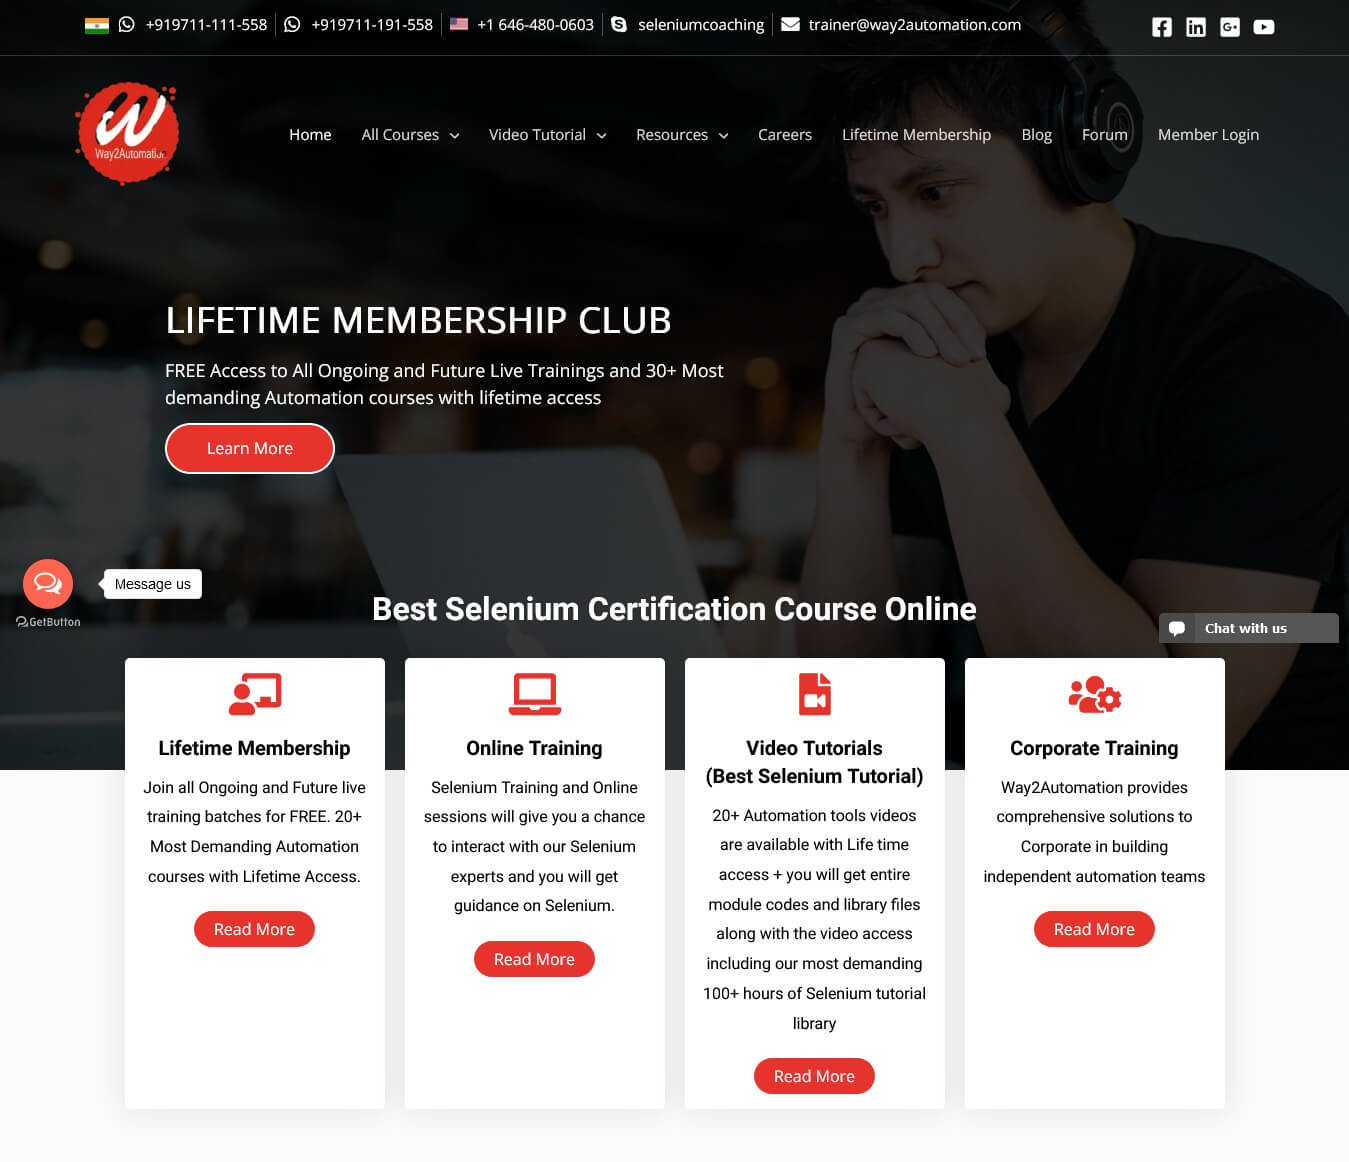 +919711-111-558 +919711-191-558 +1 646-480-0603 seleniumcoaching trainer@way2automation.com
Way2Automation
Home All Courses Video Tutorial Resources Careers Lifetime Membership Blog Forum Member Login
LIFETIME MEMBERSHIP CLUB
FREE Access to All Ongoing and Future Live Trainings and 30+ Most
demanding Automation courses with lifetime access
Learn More
Message us
GetButton
Best Selenium Certification Course Online
Chat with us
Lifetime Membership
Join all Ongoing and Future live
training batches for FREE. 20+
Most Demanding Automation
courses with Lifetime Access.
Read More
Online Training
Selenium Training and Online
sessions will give you a chance
to interact with our Selenium
experts and you will get
guidance on Selenium.
Read More
Video Tutorials
(Best Selenium Tutorial)
20+ Automation tools videos
are available with Life time
access + you will get entire
module codes and library files
along with the video access
including our most demanding
100+ hours of Selenium tutorial
library
Read More
Corporate Training
Way2Automation provides
comprehensive solutions to
Corporate in building
independent automation teams
Read More